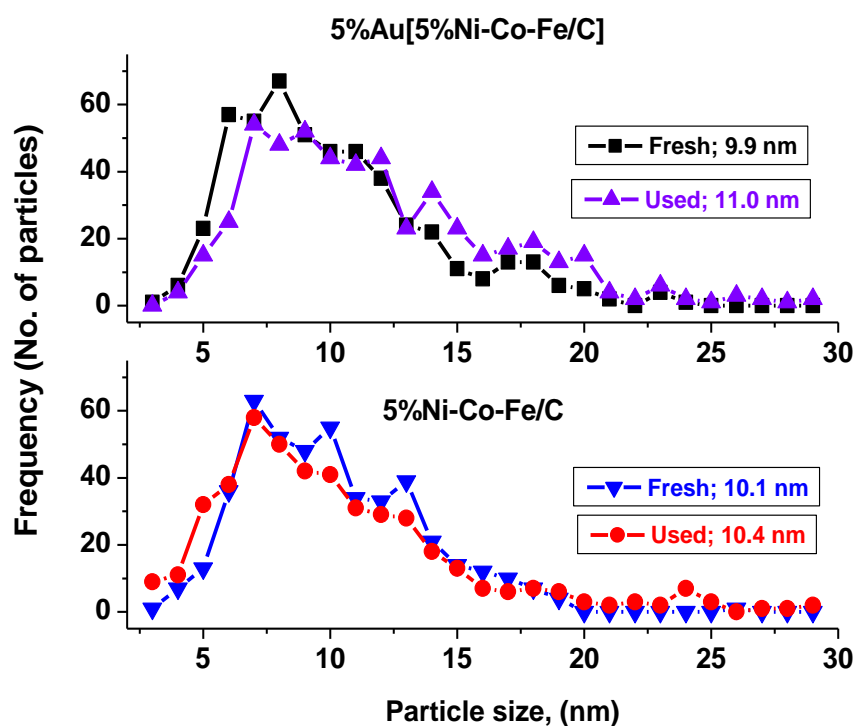 5%Au[5%Ni-Co-Fe/C]
60
40
20
0
Fresh; 9.9 nm
Used; 11.0 nm
5
10
15
20
25
30
5%Ni-Co-Fe/C
60
40
20
0
Fresh; 10.1 nm
Used; 10.4 nm
5
10
15
20
25
30
Frequency (No. of particles)
Particle size, (nm)